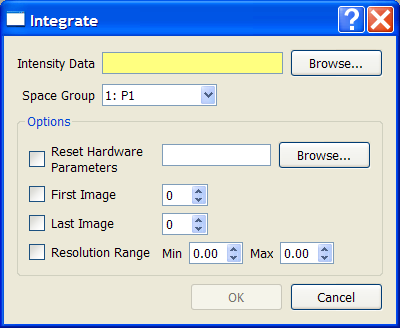 Integrate
Intensity Data Browse...
Space Group 1: P1
Options
Reset Hardware
Parameters Browse...
First Image 0
Last Image 0
Resolution Range Min 0.00 Max 0.00
OK Cancel